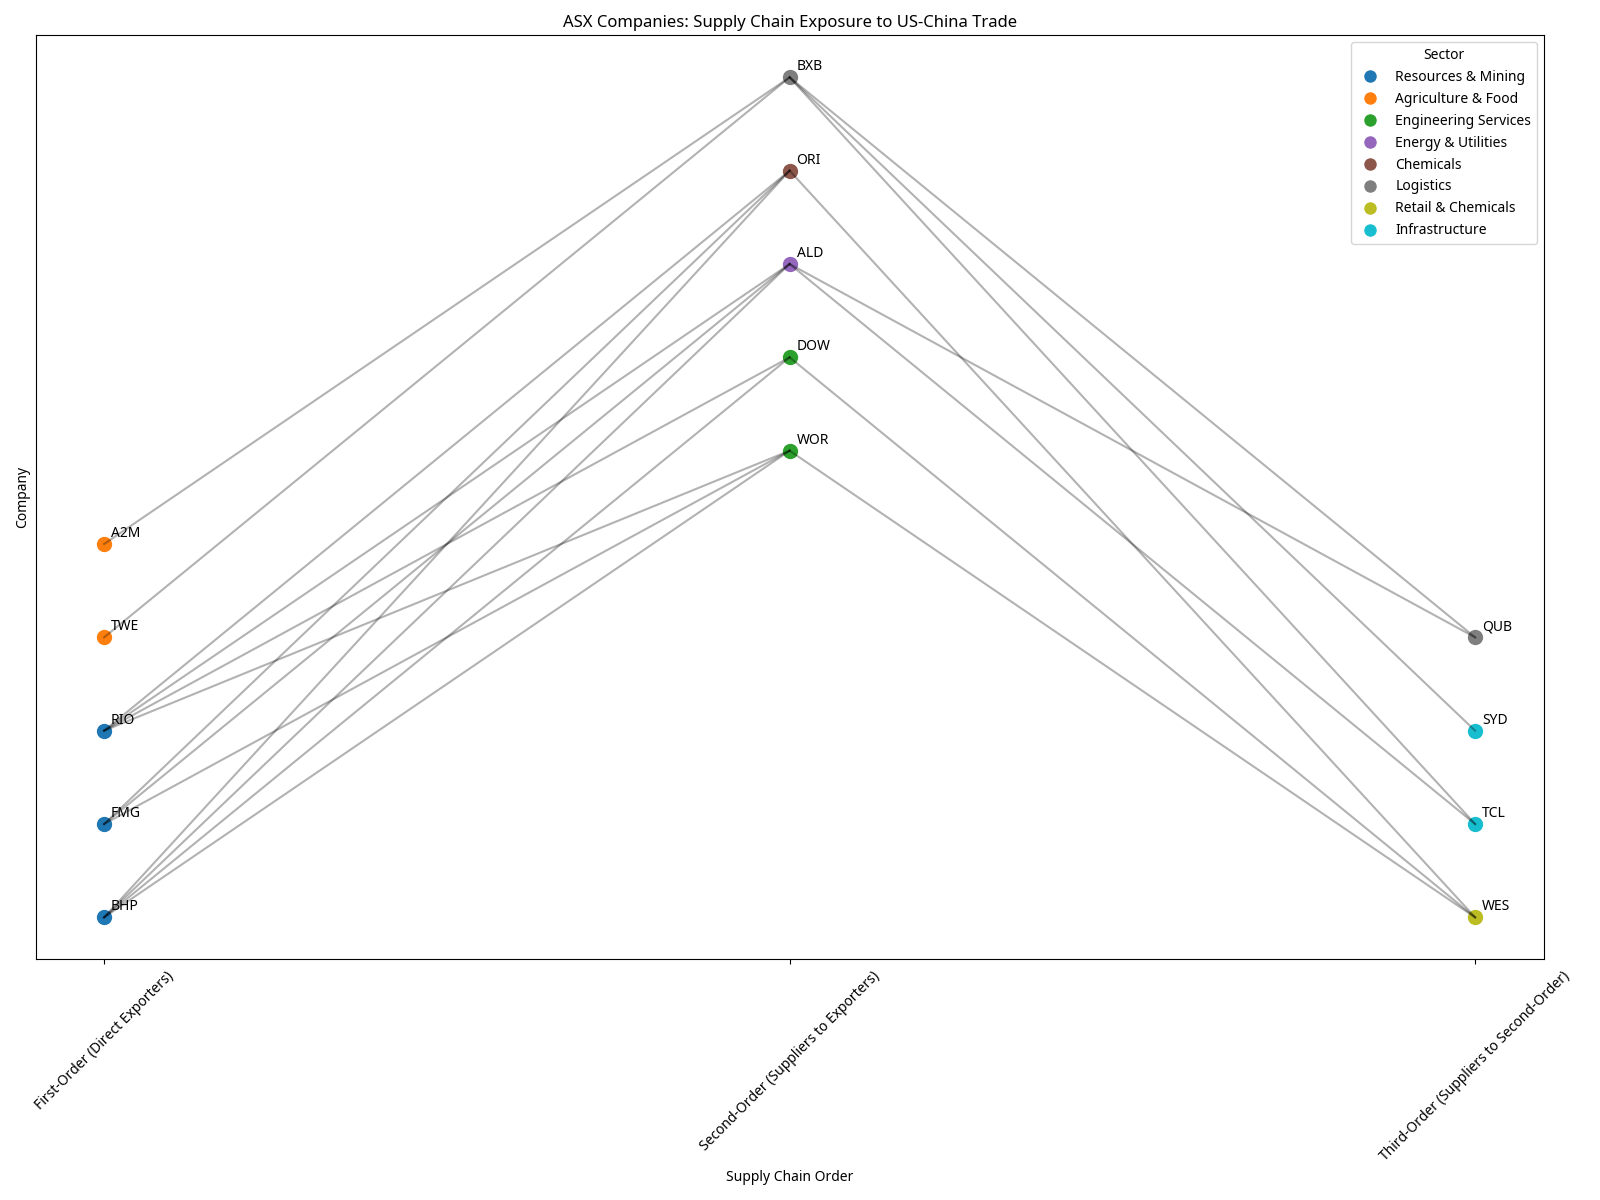 ASX Companies: Supply Chain Exposure to US-China Trade
Sector
Resources & Mining
Agriculture & Food
Engineering Services
Energy & Utilities
Chemicals
Logistics
Retail & Chemicals
Infrastructure
BXB
ORI
ALD
DOW
WOR
A2M
TWE
QUB
RIO
SYD
FMG
TCL
BHP
WES
Company
First-Order (Direct Exporters)
Second-Order (Suppliers to Exporters)
Third-Order (Suppliers to Second-Order)
Supply Chain Order